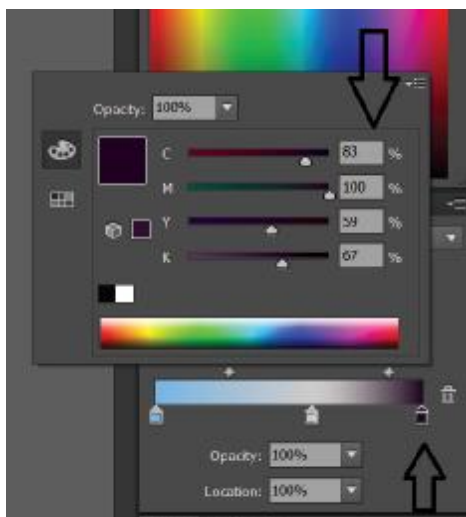 Opacity: 100%
C 83 %
M 100 %
Y 59 %
K 67 %
Opacity: 100%
Location: 100%